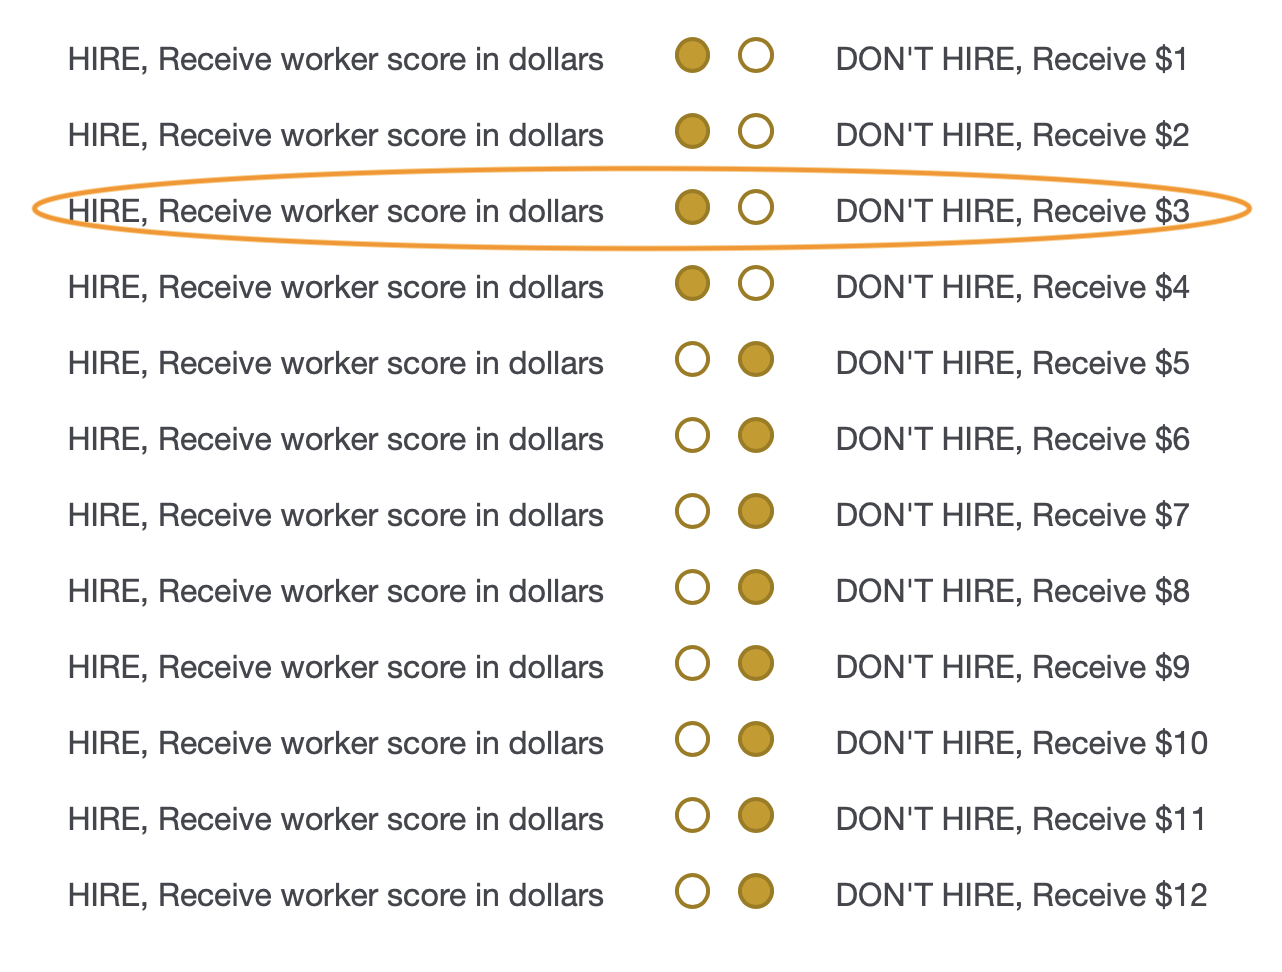 HIRE, Receive worker score in dollars DON'T HIRE, Receive $1
HIRE, Receive worker score in dollars DON'T HIRE, Receive $2
HIRE, Receive worker score in dollars DON'T HIRE, Receive $3
HIRE, Receive worker score in dollars DON'T HIRE, Receive $4
HIRE, Receive worker score in dollars DON'T HIRE, Receive $5
HIRE, Receive worker score in dollars DON'T HIRE, Receive $6
HIRE, Receive worker score in dollars DON'T HIRE, Receive $7
HIRE, Receive worker score in dollars DON'T HIRE, Receive $8
HIRE, Receive worker score in dollars DON'T HIRE, Receive $9
HIRE, Receive worker score in dollars DON'T HIRE, Receive $10
HIRE, Receive worker score in dollars DON'T HIRE, Receive $11
HIRE, Receive worker score in dollars DON'T HIRE, Receive $12